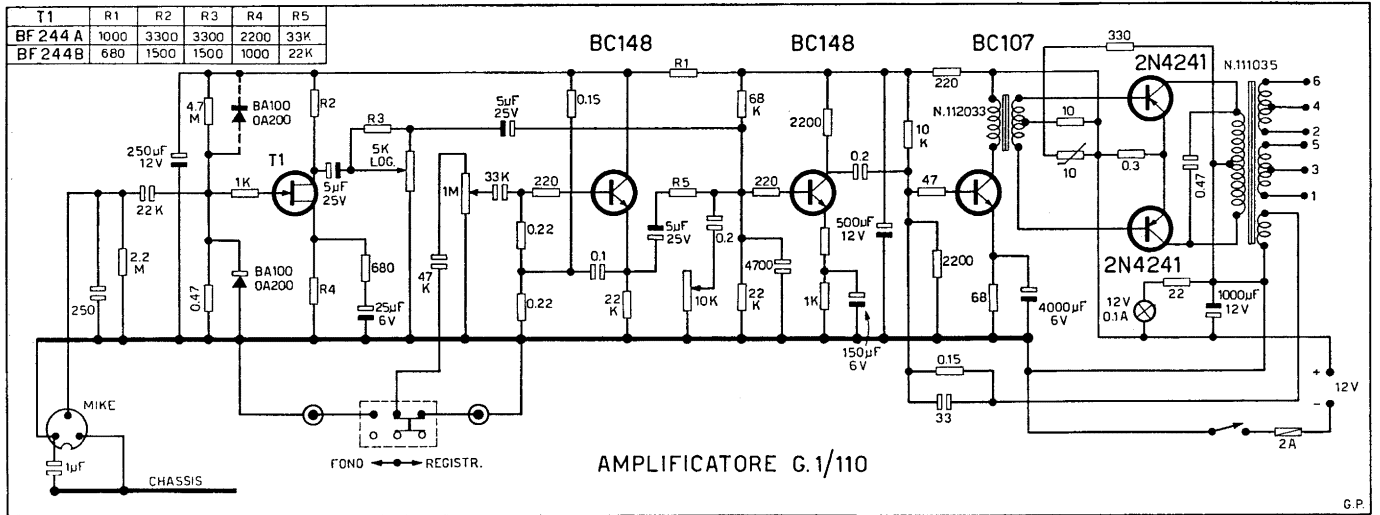 T1 R1 R2 R3 R4 R5
BF 244 A 1000 3300 3300 2200 33K
BF 244B 680 1500 1500 1000 22K
BC148
BC148
BC107
2N4241
N.111035
N.112033
330
R1
220
6
4
2
5
3
1
4.7 M
BA100
0A200
R2
0.15
5µF
25V
68 K
2200
10 K
10
10
0.3
0.47
250µF
12V
R3
5K
LOG.
T1
1K
5µF
25V
1M
33K
220
R5
220
0.2
47
22 K
2.2 M
250
0.47
BA100
0A200
R4
680
25µF
6V
47 K
0.22
0.22
0.1
5µF
25V
0.2
22 K
10K
4700
22 K
1K
150µF
6V
500µF
12V
2200
68
4000µF
6V
2N4241
22
12V
0.1A
1000µF
12V
0.15
33
+
12V
-
2A
MIKE
1µF
CHASSIS
FONO REGISTR.
AMPLIFICATORE G.1/110
G.P.